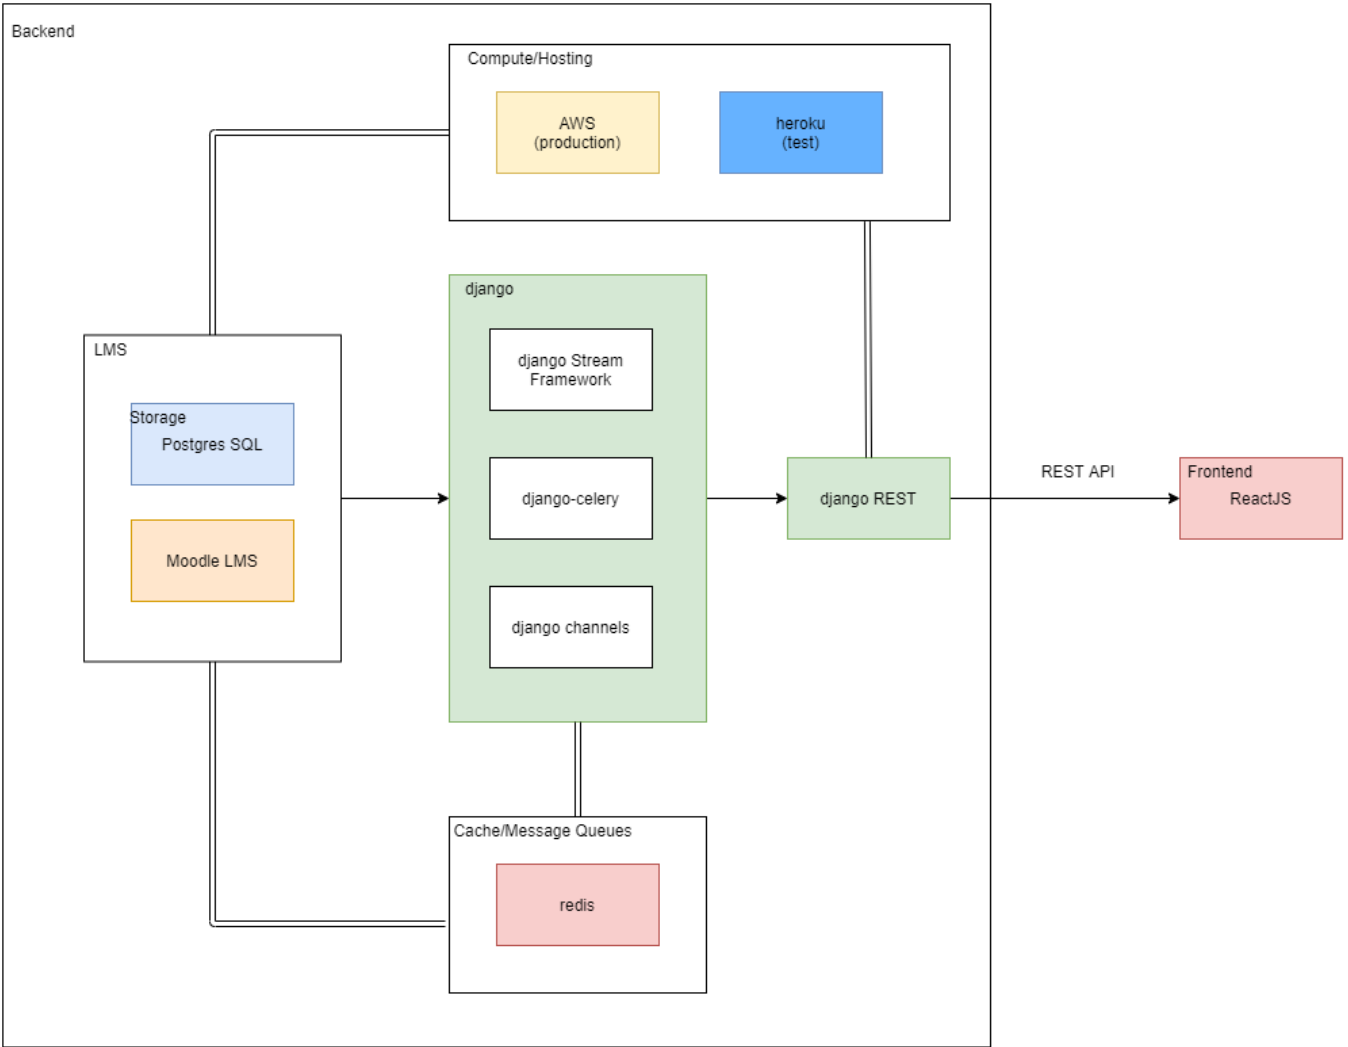 Backend
Compute/Hosting
AWS
(production)
heroku
(test)
django
django Stream
Framework
LMS
Storage
Postgres SQL
django-celery
django REST
REST API
Frontend
ReactJS
Moodle LMS
django channels
Cache/Message Queues
redis